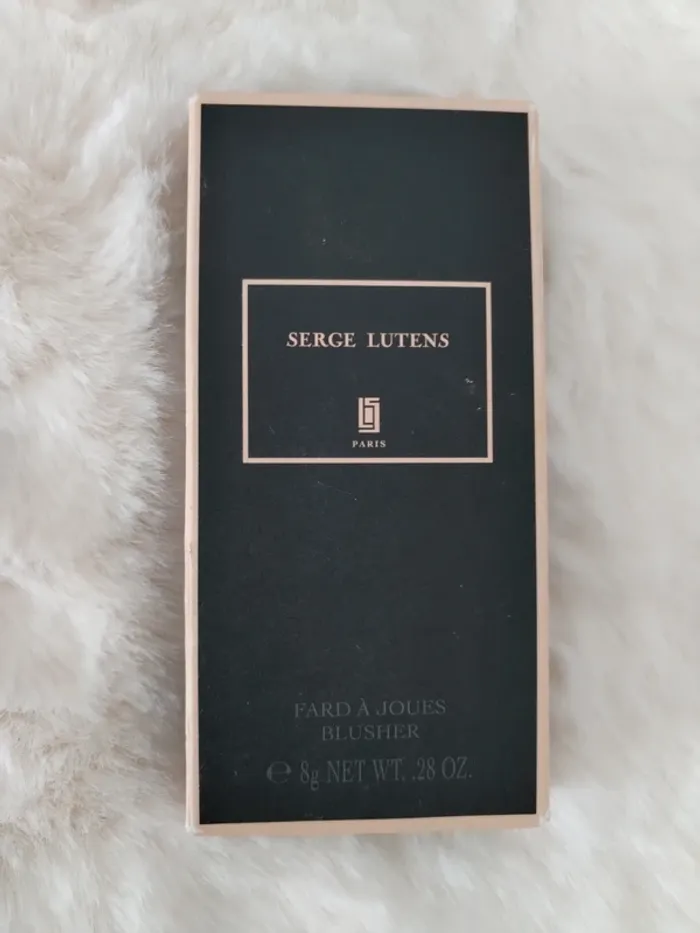 SERGE LUTENS
PARIS
FARD À JOUES
BLUSHER
℮ 8g NET WT. .28 OZ.